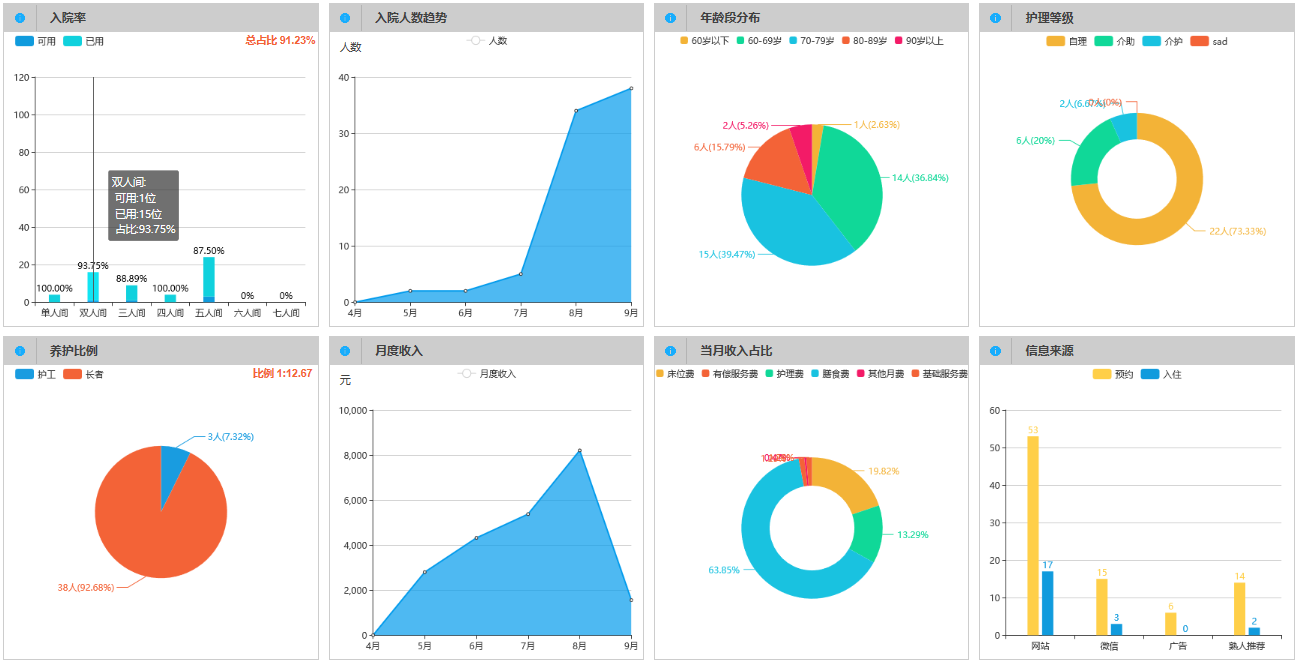 入院率
可用 已用
总占比 91.23%
120
100
80
60
40
20
0
双人间:
可用:1位
已用:15位
占比:93.75%
100.00% 93.75% 88.89% 100.00% 87.50% 0% 0%
单人间 双人间 三人间 四人间 五人间 六人间 七人间
入院人数趋势
人数
人数
40
30
20
10
0
4月 5月 6月 7月 8月 9月
年龄段分布
60岁以下 60-69岁 70-79岁 80-89岁 90岁以上
2人(5.26%)
1人(2.63%)
6人(15.79%)
14人(36.84%)
15人(39.47%)
护理等级
自理 介助 介护 sad
2人(6.67%)
0人(0%)
6人(20%)
22人(73.33%)
养护比例
护工 长者
比例 1:12.67
3人(7.32%)
38人(92.68%)
月度收入
月度收入
元
10,000
8,000
6,000
4,000
2,000
0
4月 5月 6月 7月 8月 9月
当月收入占比
床位费 有偿服务费 护理费 膳食费 其他月费 基础服务费
19.82%
13.29%
63.85%
信息来源
预约 入住
60
50
40
30
20
10
0
53 17 15 3 6 0 14 2
网站 微信 广告 熟人推荐